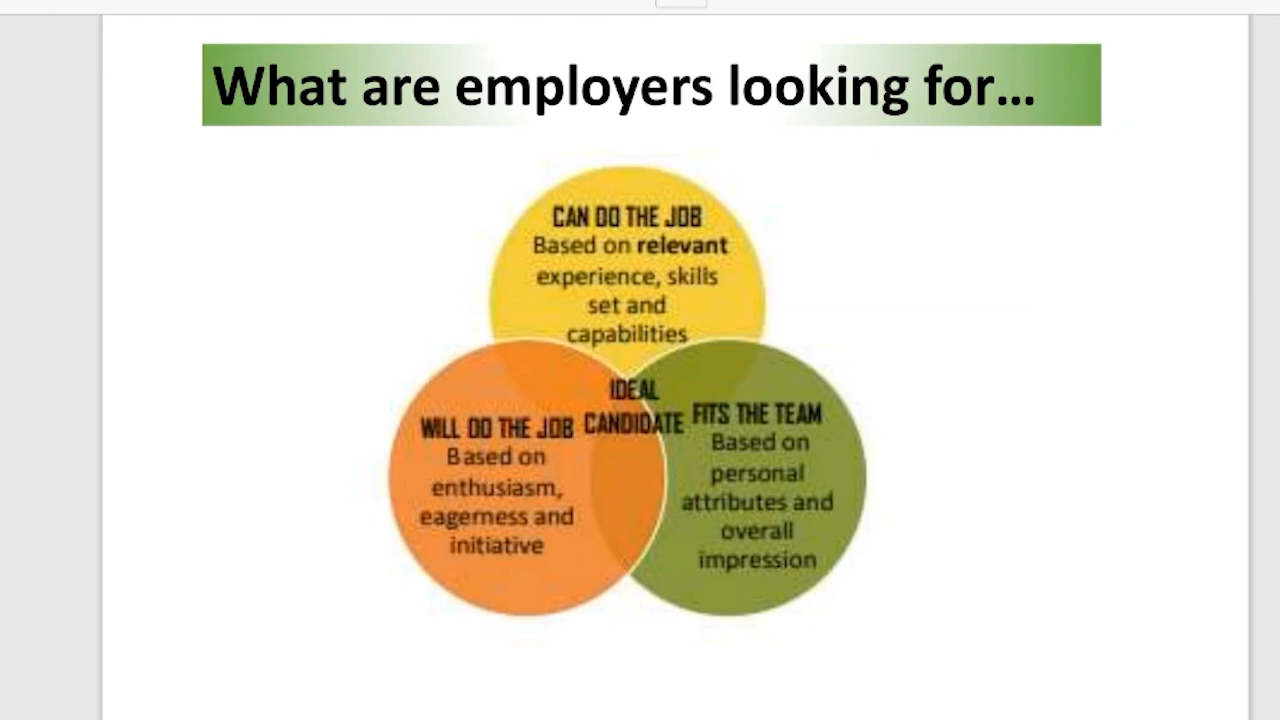 What are employers looking for...
CAN DO THE JOB
Based on relevant
experience, skills
set and
capabilities
IDEAL
CANDIDATE
WILL DO THE JOB
Based on
enthusiasm,
eagerness and
initiative
FITS THE TEAM
Based on
personal
attributes and
overall
impression